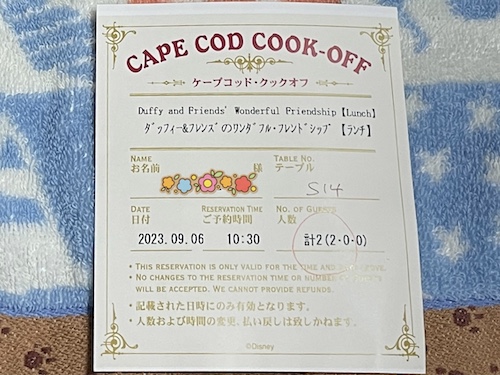 CAPE COD COOK-OFF
ケープコッド・クックオフ
Duffy and Friends' Wonderful Friendship【Lunch】
ダッフィー&フレンズのワンダフル・フレンドシップ 【ランチ】
NAME
お名前 様
TABLE NO.
テーブル
S14
DATE
日付
2023.09.06
RESERVATION TIME
ご予約時間
10:30
NO. OF GUESTS
人数
計2(2・0・0)
• THIS RESERVATION IS ONLY VALID FOR THE TIME AND
• NO CHANGES TO THE RESERVATION TIME OR NUMBER
WILL BE ACCEPTED. WE CANNOT PROVIDE REFUNDS.
• 記載された日時にのみ有効となります。
• 人数および時間の変更、払い戻しは致しかねます。
©Disney